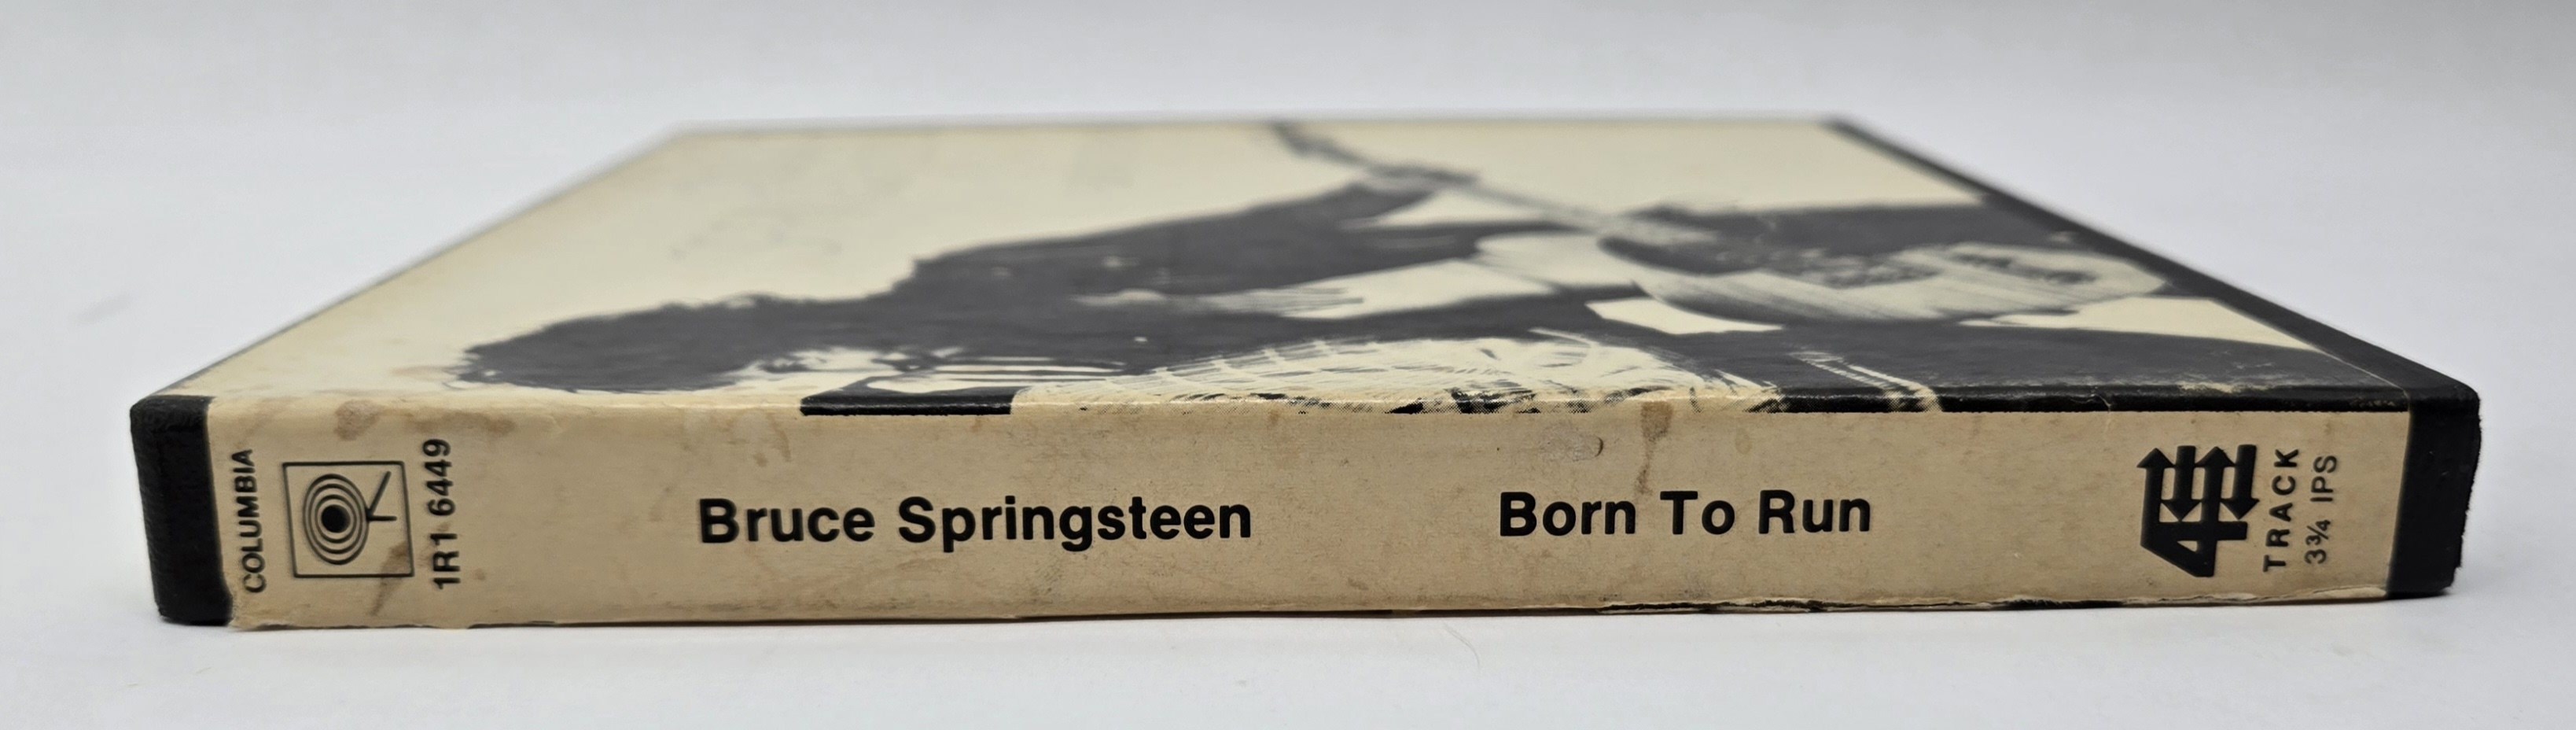 COLUMBIA
1R1 6449
Bruce Springsteen
Born To Run
4
TRACK
3¾ IPS